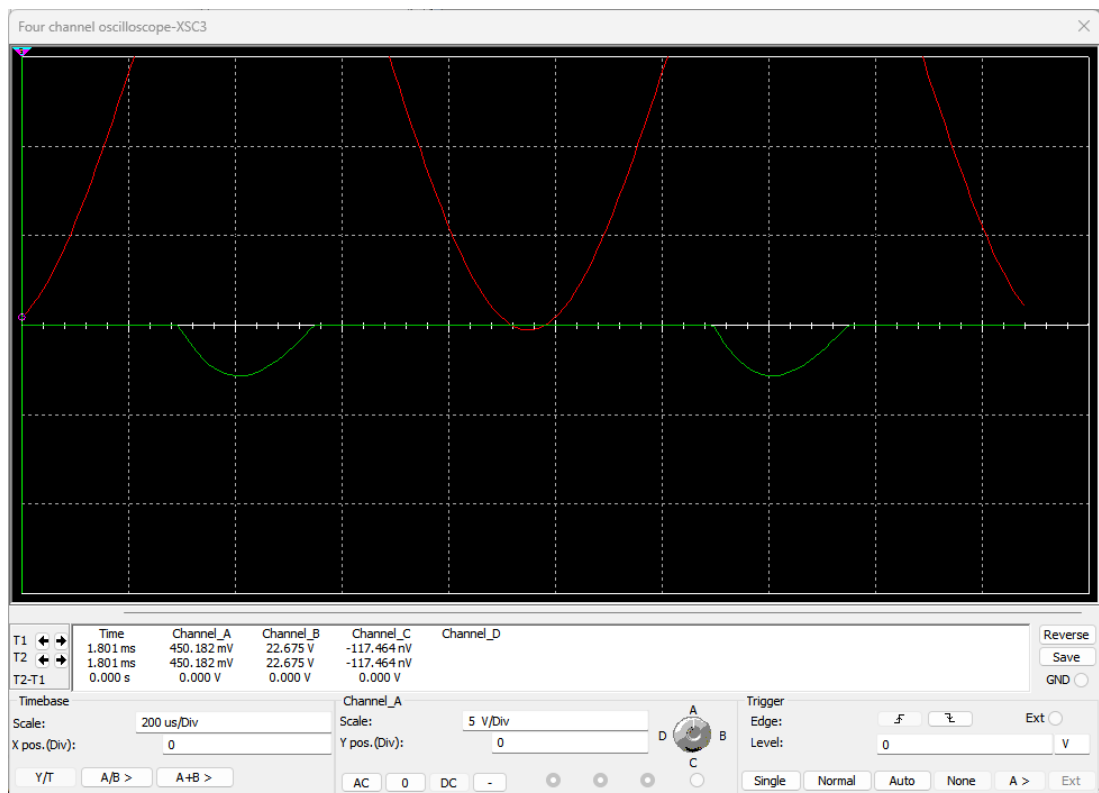 Four channel oscilloscope-XSC3
Time Channel_A Channel_B Channel_C Channel_D
T1 1.801 ms 450.182 mV 22.675 V -117.464 nV
T2 1.801 ms 450.182 mV 22.675 V -117.464 nV
T2-T1 0.000 s 0.000 V 0.000 V 0.000 V
Reverse
Save
GND
Timebase
Scale: 200 us/Div
X pos.(Div): 0
Y/T A/B > A+B >
Channel_A
Scale: 5 V/Div
Y pos.(Div): 0
AC 0 DC -
A
D B
C
Trigger
Edge: Ext
Level: 0 V
Single Normal Auto None A > Ext